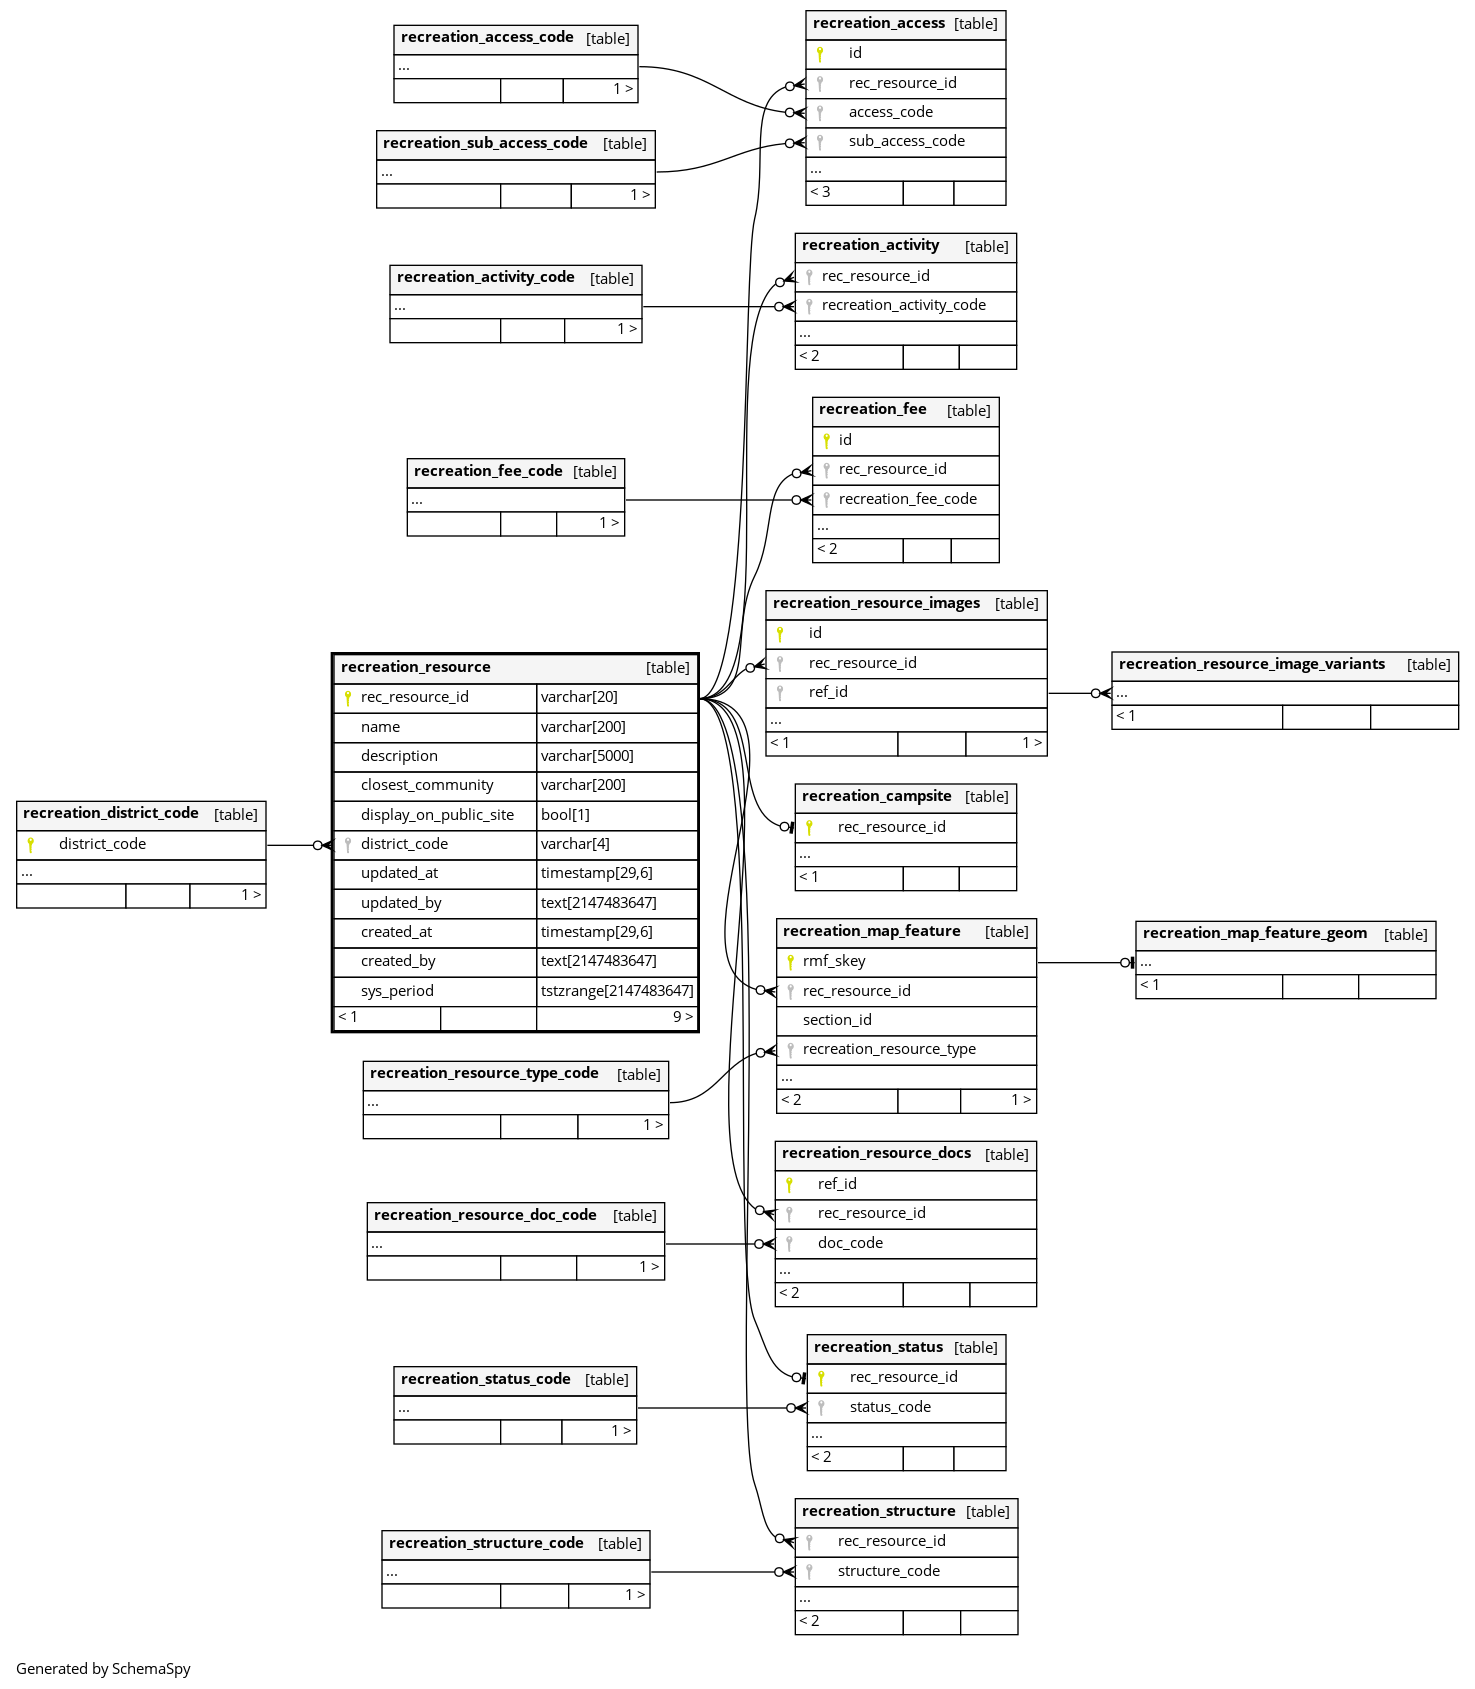 recreation_access_code [table]
...
1 >
recreation_sub_access_code [table]
...
1 >
recreation_access [table]
id
rec_resource_id
access_code
sub_access_code
...
< 3
recreation_activity_code [table]
...
1 >
recreation_activity [table]
rec_resource_id
recreation_activity_code
...
< 2
recreation_fee_code [table]
...
1 >
recreation_fee [table]
id
rec_resource_id
recreation_fee_code
...
< 2
recreation_resource_images [table]
id
rec_resource_id
ref_id
...
< 1 1 >
recreation_resource_image_variants [table]
...
< 1
recreation_district_code [table]
district_code
...
1 >
recreation_resource [table]
rec_resource_id varchar[20]
name varchar[200]
description varchar[5000]
closest_community varchar[200]
display_on_public_site bool[1]
district_code varchar[4]
updated_at timestamp[29,6]
updated_by text[2147483647]
created_at timestamp[29,6]
created_by text[2147483647]
sys_period tstzrange[2147483647]
< 1 9 >
recreation_campsite [table]
rec_resource_id
...
< 1
recreation_map_feature [table]
rmf_skey
rec_resource_id
section_id
recreation_resource_type
...
< 2 1 >
recreation_map_feature_geom [table]
...
< 1
recreation_resource_type_code [table]
...
1 >
recreation_resource_doc_code [table]
...
1 >
recreation_resource_docs [table]
ref_id
rec_resource_id
doc_code
...
< 2
recreation_status_code [table]
...
1 >
recreation_status [table]
rec_resource_id
status_code
...
< 2
recreation_structure_code [table]
...
1 >
recreation_structure [table]
rec_resource_id
structure_code
...
< 2
Generated by SchemaSpy